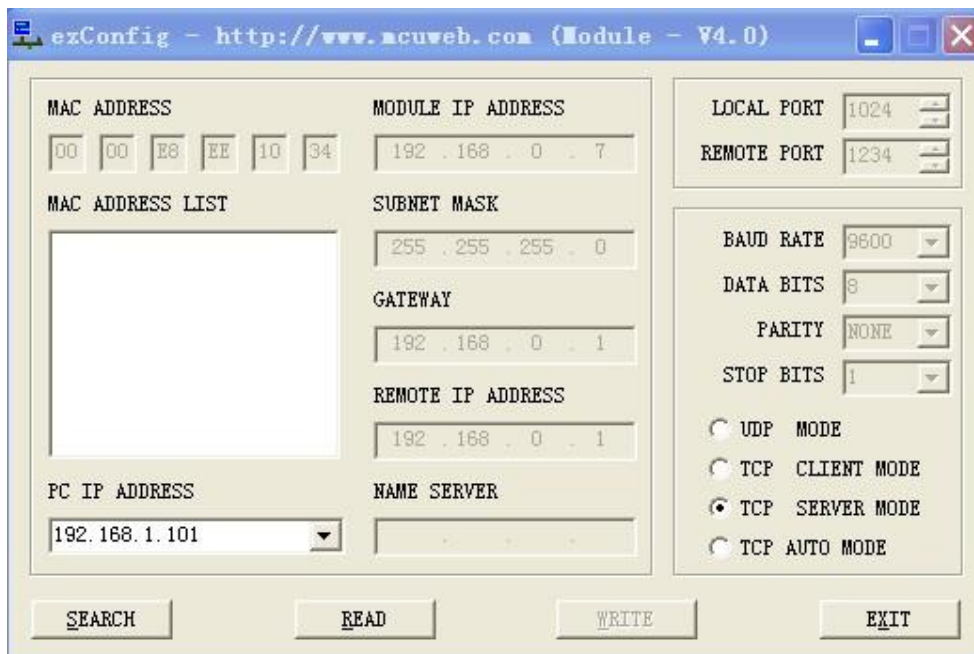 ezConfig - http://www.mcuweb.com (Module - V4.0)
MAC ADDRESS
00 00 E8 EE 10 34
MAC ADDRESS LIST
PC IP ADDRESS
192.168.1.101
MODULE IP ADDRESS
192 . 168 . 0 . 7
SUBNET MASK
255 . 255 . 255 . 0
GATEWAY
192 . 168 . 0 . 1
REMOTE IP ADDRESS
192 . 168 . 0 . 1
NAME SERVER
. . .
LOCAL PORT 1024
REMOTE PORT 1234
BAUD RATE 9600
DATA BITS 8
PARITY NONE
STOP BITS 1
UDP MODE
TCP CLIENT MODE
TCP SERVER MODE
TCP AUTO MODE
SEARCH
READ
WRITE
EXIT